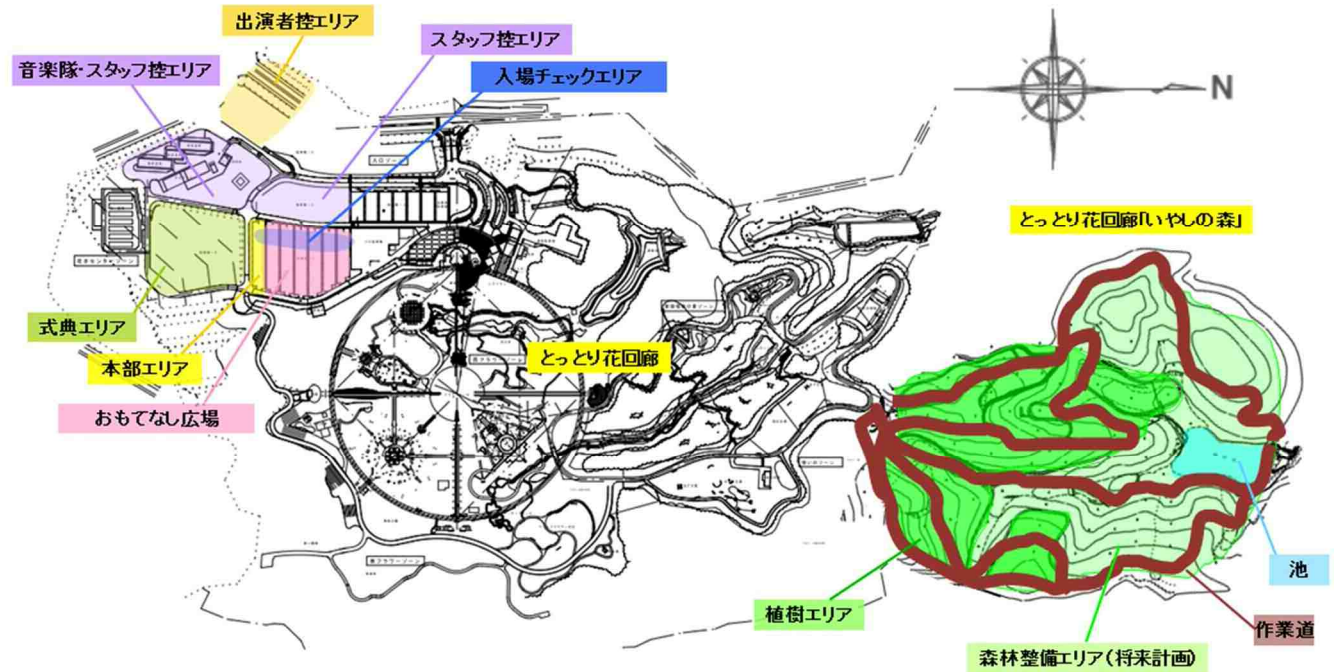 出演者控エリア
スタッフ控エリア
音楽隊・スタッフ控エリア
入場チェックエリア
N
とっとり花回廊「いやしの森」
式典エリア
本部エリア
とっとり花回廊
おもてなし広場
池
植樹エリア
作業道
森林整備エリア(将来計画)